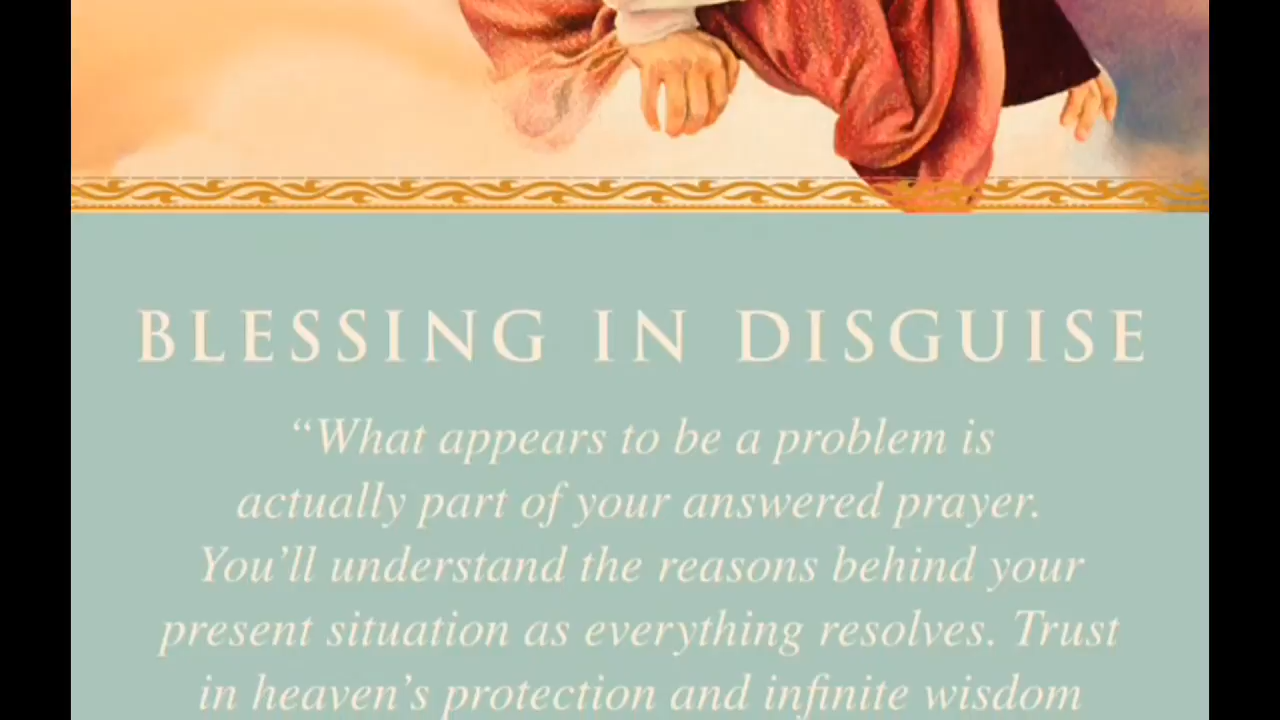 BLESSING IN DISGUISE
“What appears to be a problem is
actually part of your answered prayer.
You’ll understand the reasons behind your
present situation as everything resolves. Trust
in heaven’s protection and infinite wisdom